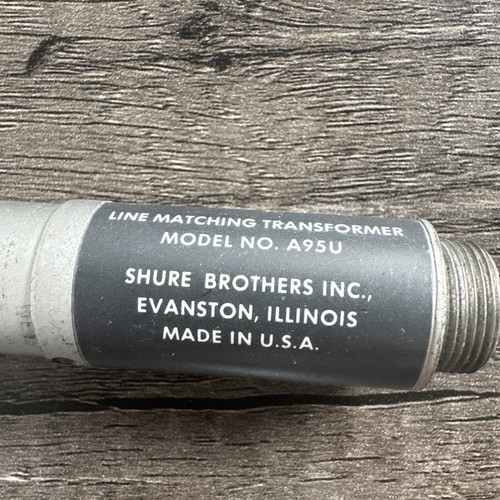 LINE MATCHING TRANSFORMER
MODEL NO. A95U
SHURE BROTHERS INC.,
EVANSTON, ILLINOIS
MADE IN U.S.A.